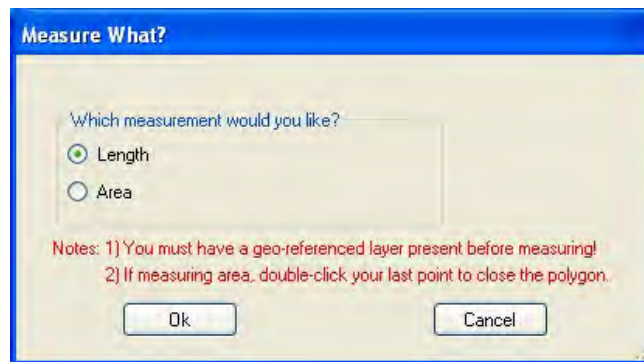 Measure What?
Which measurement would you like?
Length
Area
Notes: 1) You must have a geo-referenced layer present before measuring!
2) If measuring area, double-click your last point to close the polygon.
Ok
Cancel